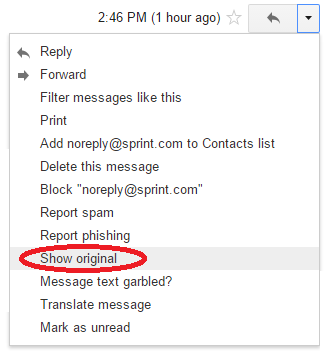 2:46 PM (1 hour ago)
Reply
Forward
Filter messages like this
Print
Add noreply@sprint.com to Contacts list
Delete this message
Block "noreply@sprint.com"
Report spam
Report phishing
Show original
Message text garbled?
Translate message
Mark as unread